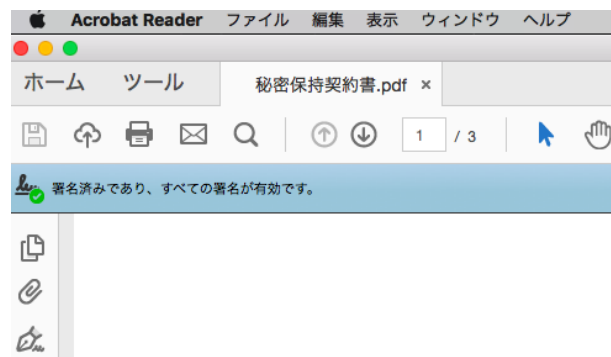 Acrobat Reader ファイル 編集 表示 ウィンドウ ヘルプ
ホーム ツール 秘密保持契約書.pdf ×
1 / 3
署名済みであり、すべての署名が有効です。